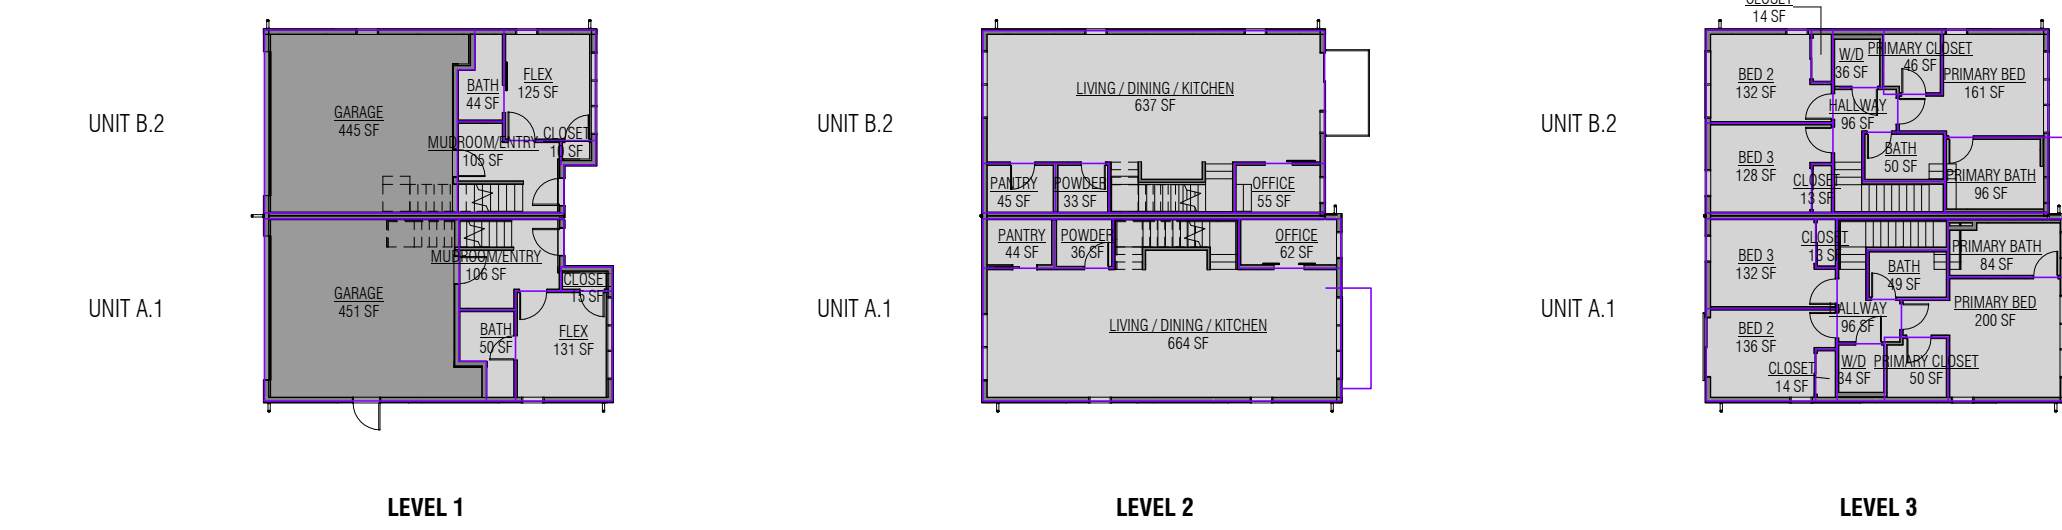 UNIT B.2
GARAGE
445 SF
BATH
44 SF
FLEX
125 SF
MUDROOM/ENTRY
105 SF
CLOSET
10 SF
UNIT A.1
GARAGE
451 SF
MUDROOM/ENTRY
106 SF
CLOSET
15 SF
BATH
50 SF
FLEX
131 SF
LEVEL 1
UNIT B.2
LIVING / DINING / KITCHEN
637 SF
PANTRY
45 SF
POWDER
33 SF
OFFICE
55 SF
UNIT A.1
PANTRY
44 SF
POWDER
36 SF
OFFICE
62 SF
LIVING / DINING / KITCHEN
664 SF
LEVEL 2
UNIT B.2
CLOSET
14 SF
BED 2
132 SF
W/D
36 SF
PRIMARY CLOSET
46 SF
PRIMARY BED
161 SF
HALLWAY
96 SF
BED 3
128 SF
CLOSET
13 SF
BATH
50 SF
PRIMARY BATH
96 SF
UNIT A.1
BED 3
132 SF
CLOSET
13 SF
BATH
49 SF
PRIMARY BATH
84 SF
HALLWAY
96 SF
PRIMARY BED
200 SF
BED 2
136 SF
CLOSET
14 SF
W/D
34 SF
PRIMARY CLOSET
50 SF
LEVEL 3